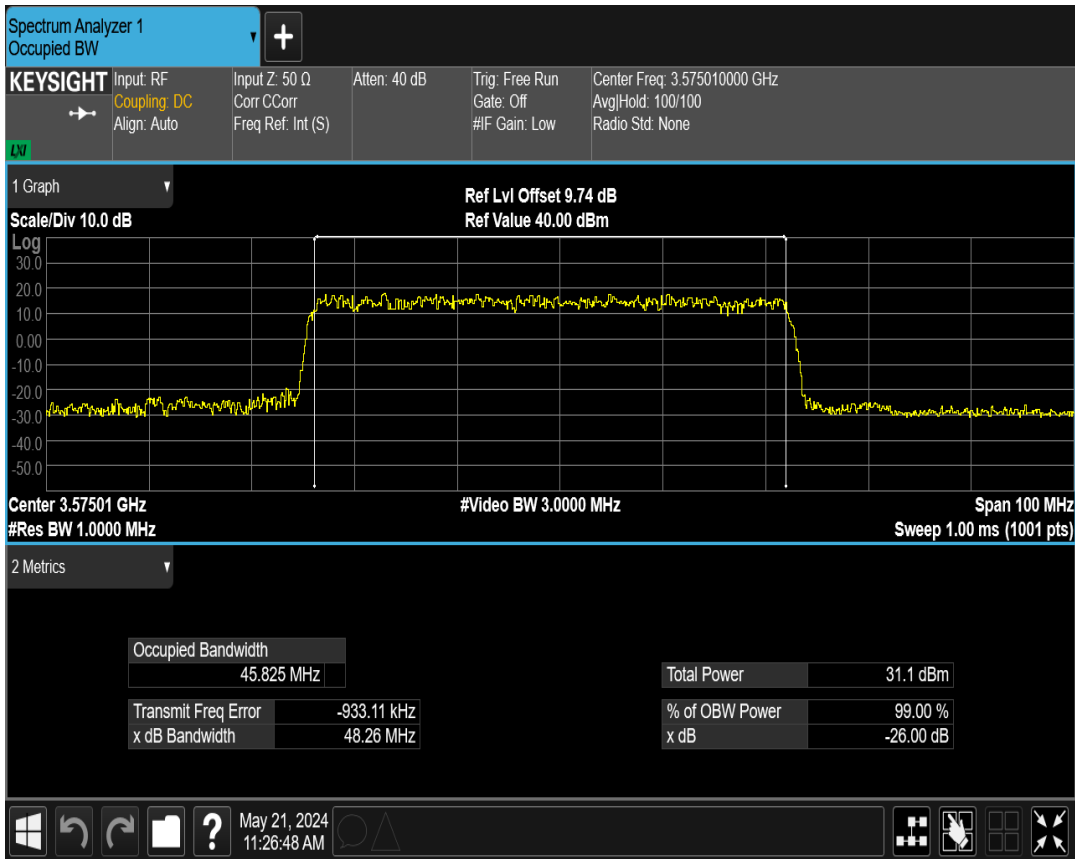 Spectrum Analyzer 1
Occupied BW
+
KEYSIGHT
LXI
Input: RF
Coupling: DC
Align: Auto
Input Z: 50 Ω
Corr CCorr
Freq Ref: Int (S)
Atten: 40 dB
Trig: Free Run
Gate: Off
#IF Gain: Low
Center Freq: 3.575010000 GHz
Avg|Hold: 100/100
Radio Std: None
1 Graph
Scale/Div 10.0 dB
Ref Lvl Offset 9.74 dB
Ref Value 40.00 dBm
Log
30.0
20.0
10.0
0.00
-10.0
-20.0
-30.0
-40.0
-50.0
Center 3.57501 GHz
#Video BW 3.0000 MHz
Span 100 MHz
#Res BW 1.0000 MHz
Sweep 1.00 ms (1001 pts)
2 Metrics
Occupied Bandwidth
45.825 MHz
Total Power 31.1 dBm
Transmit Freq Error -933.11 kHz
% of OBW Power 99.00 %
x dB Bandwidth 48.26 MHz
x dB -26.00 dB
?
May 21, 2024
11:26:48 AM